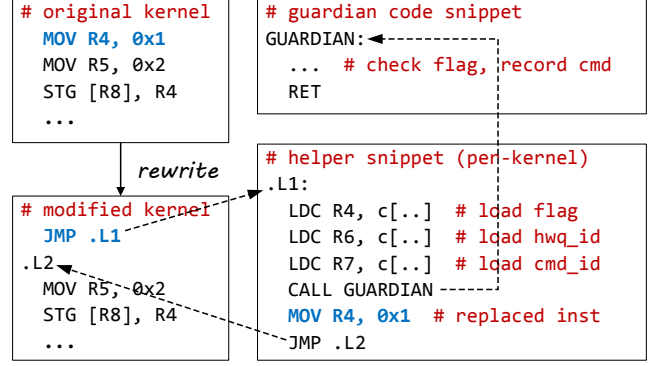 # original kernel
MOV R4, 0x1
MOV R5, 0x2
STG [R8], R4
...
rewrite
# modified kernel
JMP .L1
.L2
MOV R5, 0x2
STG [R8], R4
...
# guardian code snippet
GUARDIAN:
... # check flag, record cmd
RET
# helper snippet (per-kernel)
.L1:
LDC R4, c[..] # load flag
LDC R6, c[..] # load hwq_id
LDC R7, c[..] # load cmd_id
CALL GUARDIAN
MOV R4, 0x1 # replaced inst
JMP .L2